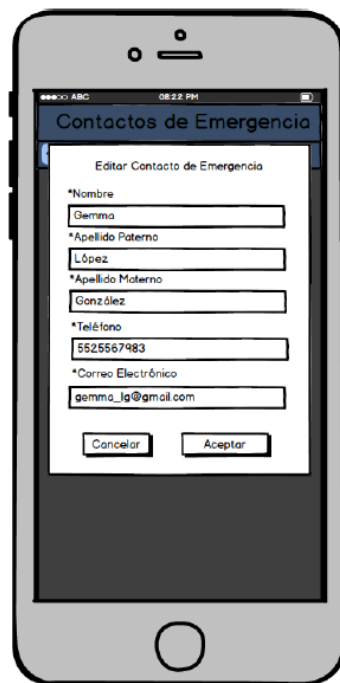 ABC 08:22 PM
Contactos de Emergencia
Editar Contacto de Emergencia
*Nombre
Gemma
*Apellido Paterno
López
*Apellido Materno
González
*Teléfono
5525567983
*Correo Electrónico
gemma_lg@gmail.com
Cancelar Aceptar